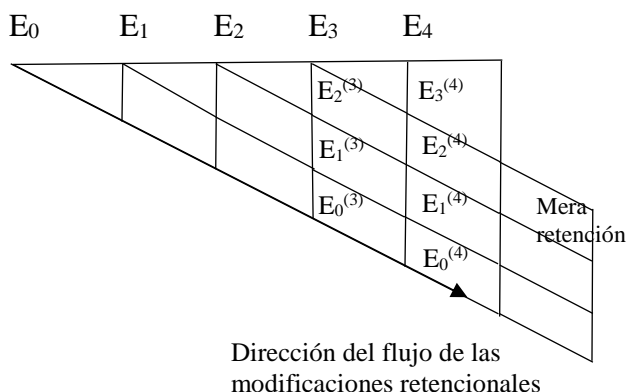 E₀ E₁ E₂ E₃ E₄
E₂⁽³⁾ E₃⁽⁴⁾
E₁⁽³⁾ E₂⁽⁴⁾
E₀⁽³⁾ E₁⁽⁴⁾ Mera
retención
E₀⁽⁴⁾
Dirección del flujo de las
modificaciones retencionales